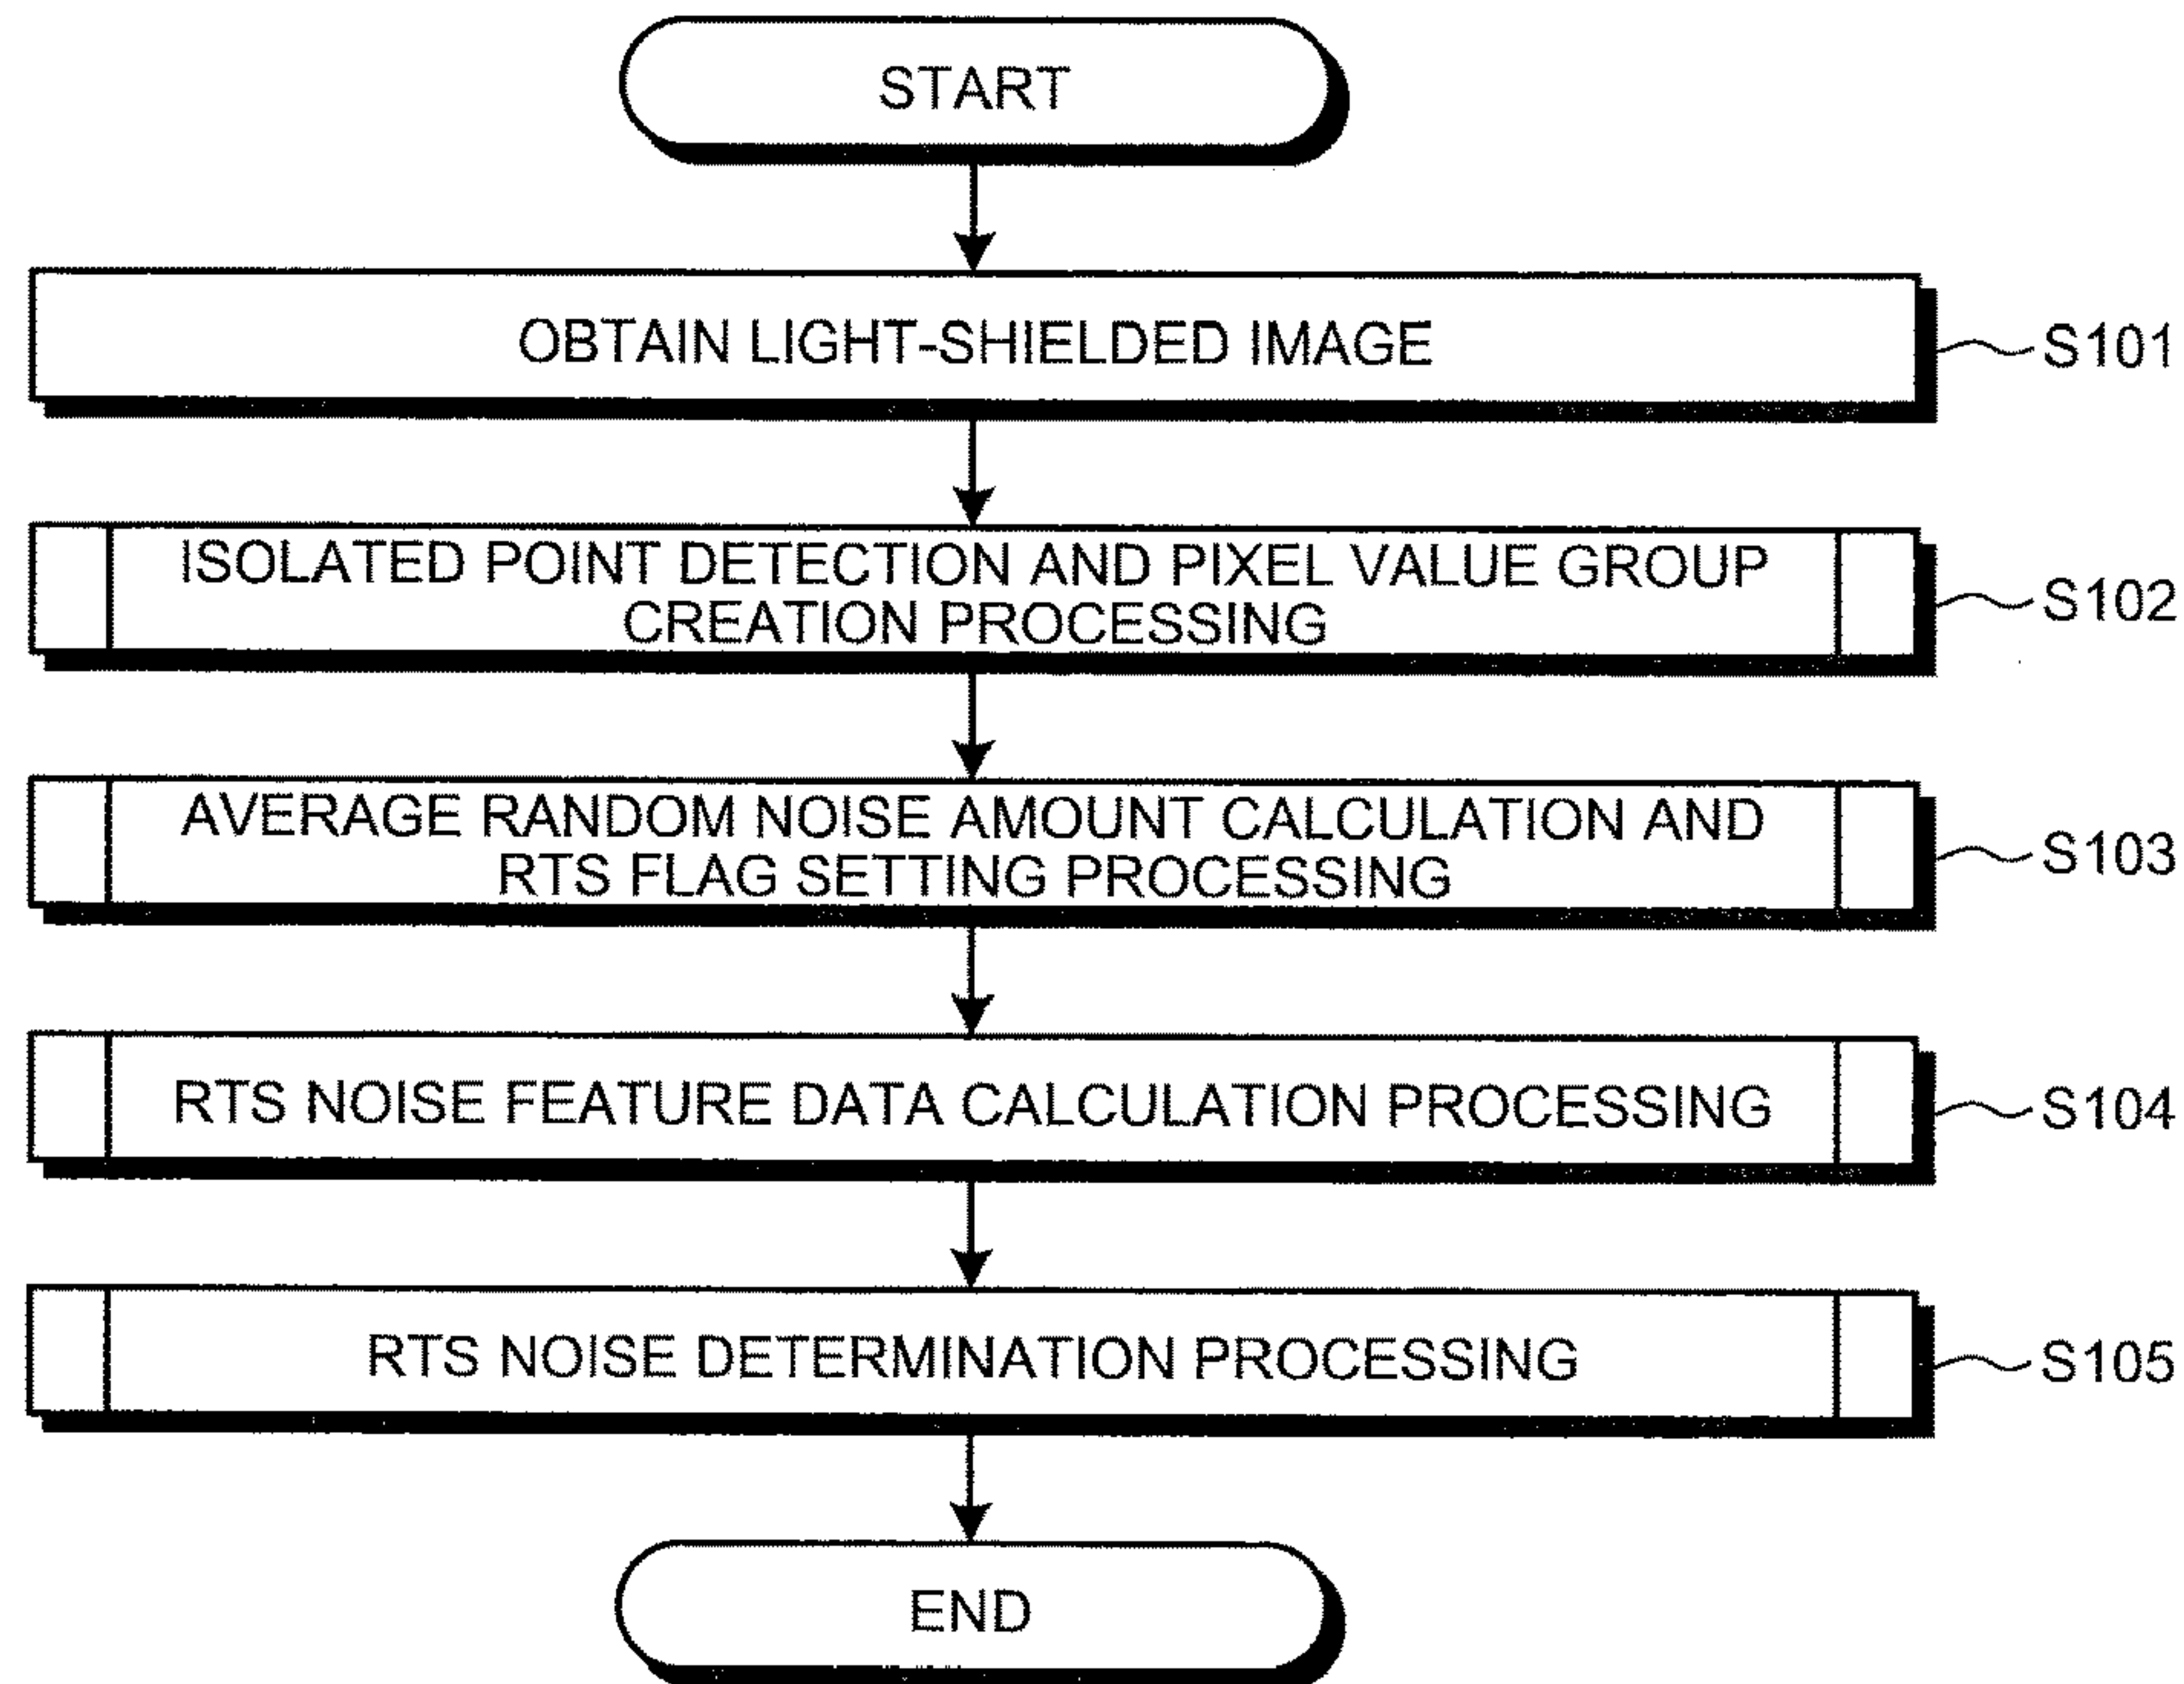 START
OBTAIN LIGHT-SHIELDED IMAGE
S101
ISOLATED POINT DETECTION AND PIXEL VALUE GROUP
CREATION PROCESSING
S102
AVERAGE RANDOM NOISE AMOUNT CALCULATION AND
RTS FLAG SETTING PROCESSING
S103
RTS NOISE FEATURE DATA CALCULATION PROCESSING
S104
RTS NOISE DETERMINATION PROCESSING
S105
END